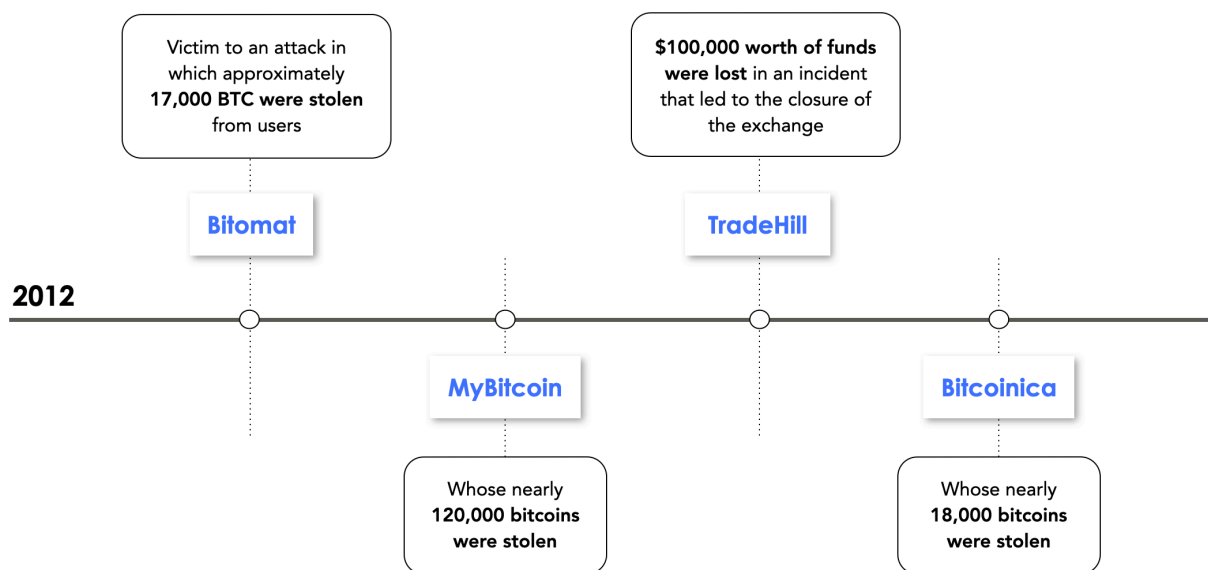 Victim to an attack in
which approximately
17,000 BTC were stolen
from users
$100,000 worth of funds
were lost in an incident
that led to the closure of
the exchange
Bitomat
TradeHill
2012
MyBitcoin
Bitcoinica
Whose nearly
120,000 bitcoins
were stolen
Whose nearly
18,000 bitcoins
were stolen